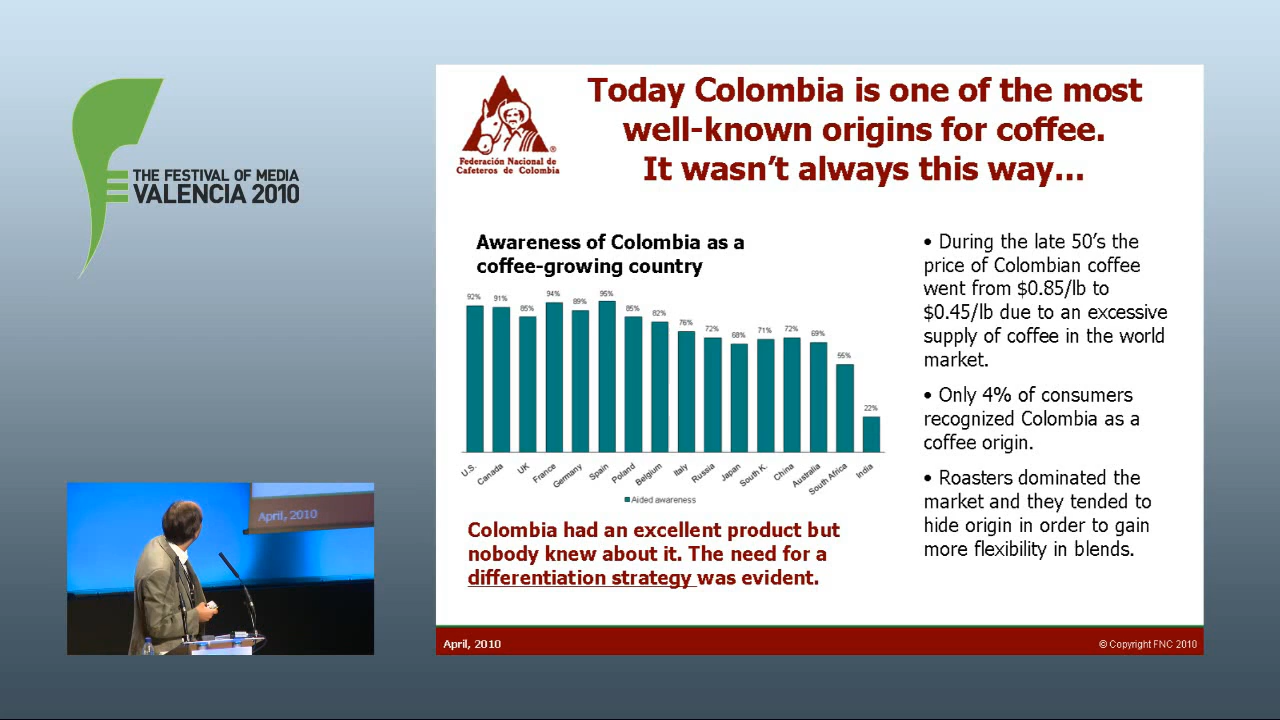 THE FESTIVAL OF MEDIA
VALENCIA 2010
Federación Nacional de
Cafeteros de Colombia
®
Today Colombia is one of the most
well-known origins for coffee.
It wasn't always this way...
Awareness of Colombia as a
coffee-growing country
92% 91% 85% 94% 89% 95% 85% 82% 76% 72% 68% 71% 72% 69% 55% 22%
U.S. Canada UK France Germany Spain Poland Belgium Italy Russia Japan South K. China Australia South Africa India
Aided awareness
Colombia had an excellent product but
nobody knew about it. The need for a
differentiation strategy was evident.
• During the late 50's the
price of Colombian coffee
went from $0.85/lb to
$0.45/lb due to an excessive
supply of coffee in the world
market.
• Only 4% of consumers
recognized Colombia as a
coffee origin.
• Roasters dominated the
market and they tended to
hide origin in order to gain
more flexibility in blends.
April, 2010
© Copyright FNC 2010
April, 2010